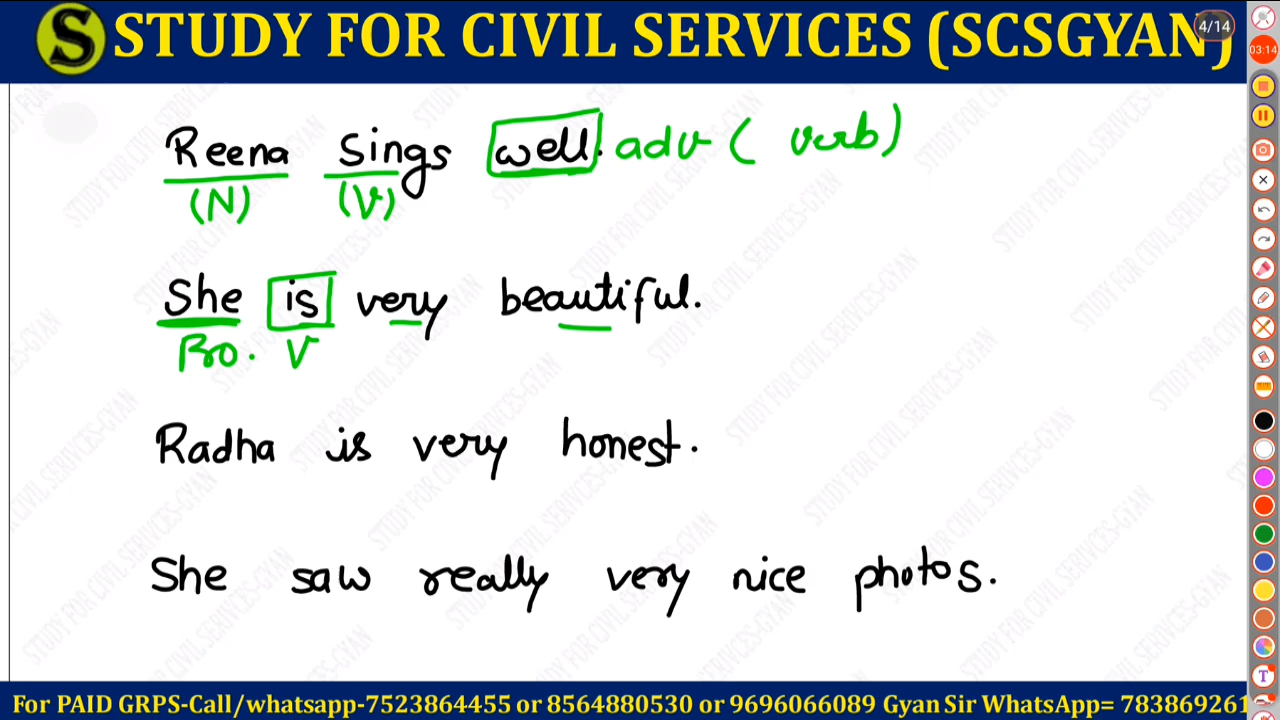 STUDY FOR CIVIL SERVICES (SCSGYAN)
4/14
03:14
Reena Sings well. adv ( verb)
(N) (V)
She is very beautiful.
Pro. V
Radha is very honest.
She saw really very nice photos.
For PAID GRPS-Call/whatsapp-7523864455 or 8564880530 or 9696066089 Gyan Sir WhatsApp= 783869261